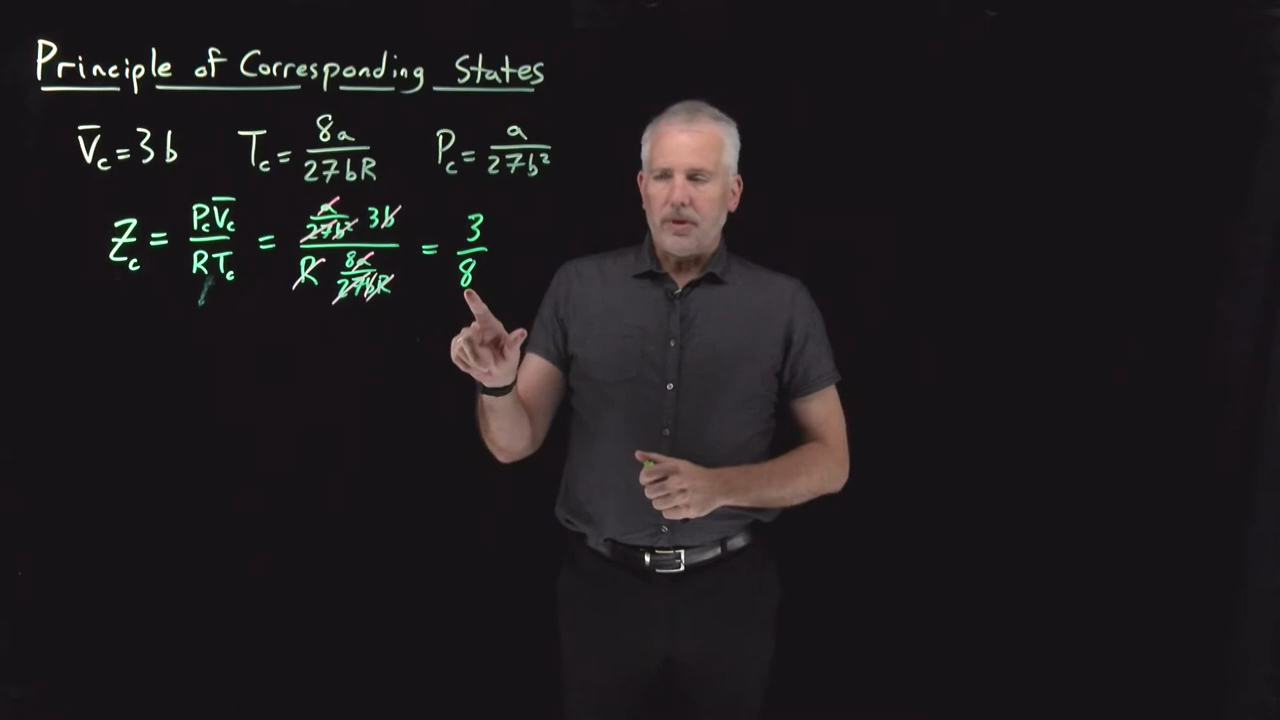 Principle of Corresponding States
V̄c = 3b Tc = 8a/27bR Pc = a/27b²
Zc = PcV̄c/RTc = (a/27b² 3b)/(R 8a/27bR) = 3/8